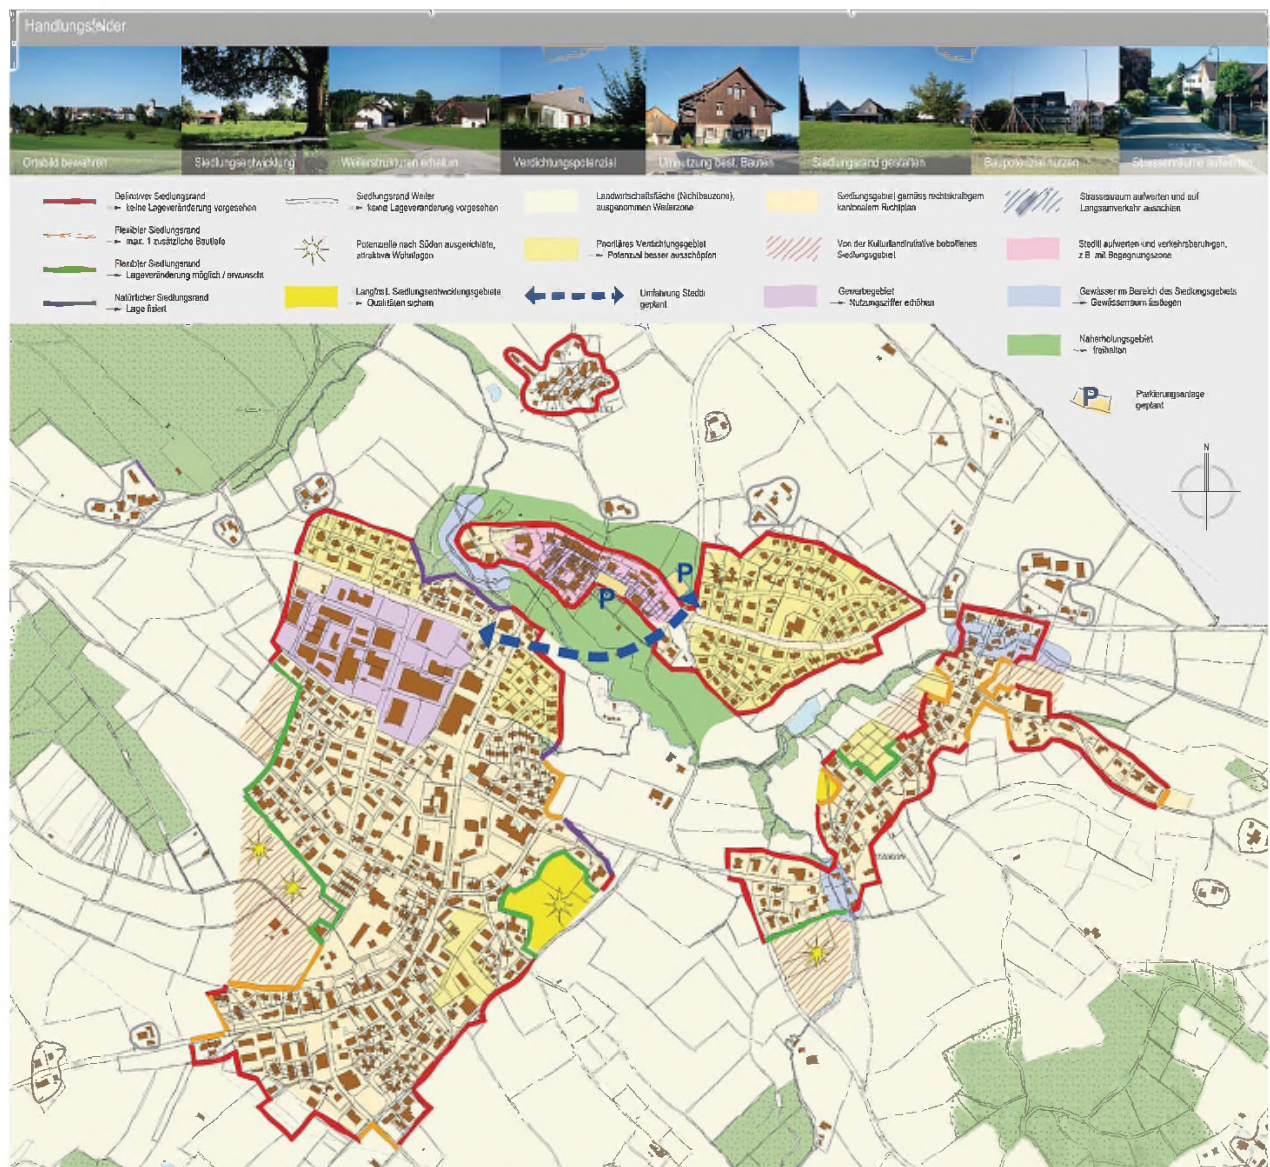 Handlungsfelder
Ortsbild bewahren
Siedlungsentwicklung
Weilerstrukturen erhalten
Verdichtungspotenzial
Umnutzung best. Bauten
Siedlungsrand gestalten
Baupotenzial nutzen
Strassenräume aufwerten
Definitiver Siedlungsrand
→ keine Lageveränderung vorgesehen
Flexibler Siedlungsrand
→ max. 1 zusätzliche Bautiefe
Flexibler Siedlungsrand
→ Lageveränderung möglich / erwünscht
Natürlicher Siedlungsrand
→ Lage fixiert
Siedlungsrand Weiler
→ keine Lageveränderung vorgesehen
Potenzielle nach Süden ausgerichtete,
attraktive Wohnlagen
Langfrist. Siedlungsentwicklungsgebiete
→ Qualitäten sichern
Landwirtschaftsfläche (Nichtbauzone),
ausgenommen Weilerzone
Prioritäres Verdichtungsgebiet
→ Potenzial besser ausschöpfen
Umfahrung Stedtli
geplant
Siedlungsgebiet gemäss rechtskräftigem
kantonalem Richtplan
Von der Kulturlandinitiative betroffenes
Siedlungsgebiet
Gewerbegebiet
→ Nutzungsziffer erhöhen
Strassenraum aufwerten und auf
Langsamverkehr ausrichten
Stedtli aufwerten und verkehrsberuhigen,
z.B. mit Begegnungszone
Gewässer im Bereich des Siedlungsgebiets
→ Gewässerraum festlegen
Naherholungsgebiet
→ freihalten
P
Parkierungsanlage
geplant
N
P
P